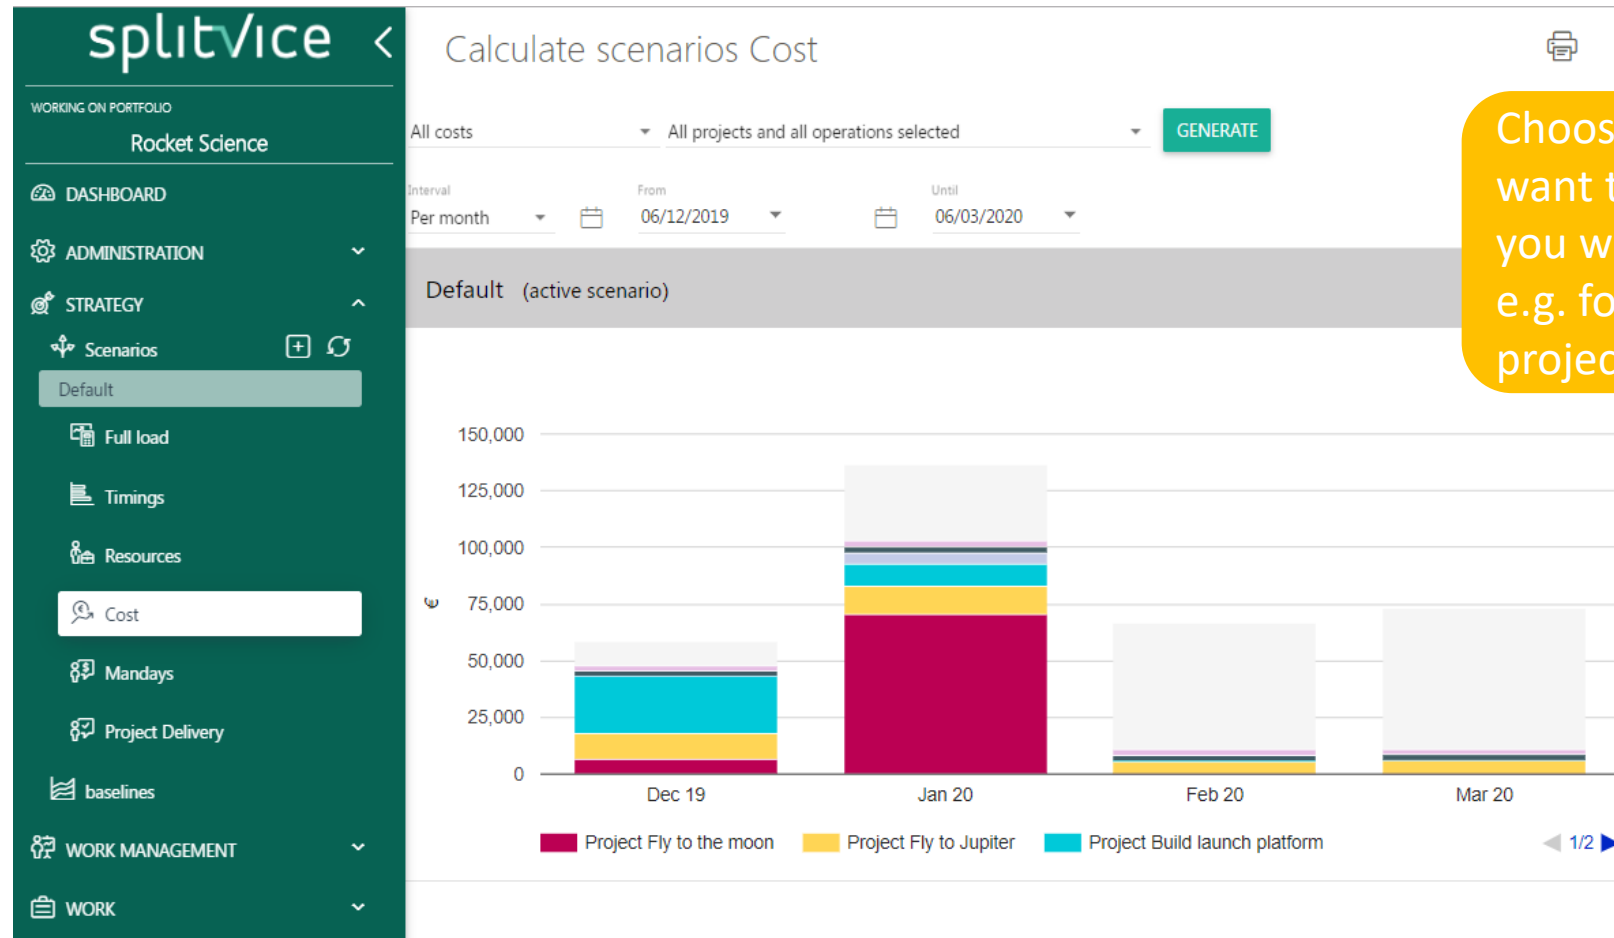 splitvice
Calculate scenarios Cost
WORKING ON PORTFOLIO
Rocket Science
DASHBOARD
ADMINISTRATION
STRATEGY
Scenarios
Default
Full load
Timings
Resources
Cost
Mandays
Project Delivery
baselines
WORK MANAGEMENT
WORK
All costs
All projects and all operations selected
GENERATE
Interval
Per month
From
06/12/2019
Until
06/03/2020
Default (active scenario)
want
you
e.g.
150,000
125,000
100,000
75,000
50,000
25,000
0
€
Dec 19
Jan 20
Feb 20
Mar 20
Project Fly to the moon
Project Fly to Jupiter
Project Build launch platform
1/2